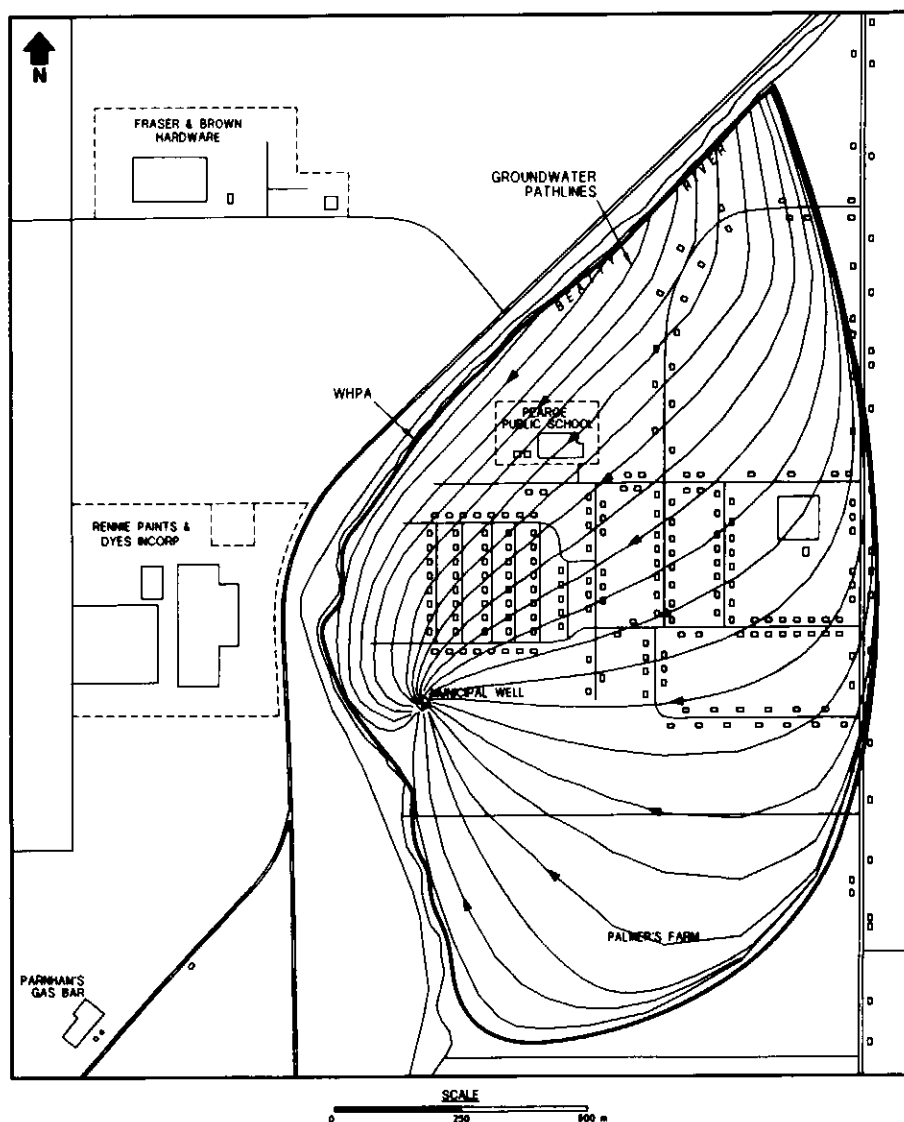 N
FRASER & BROWN
HARDWARE
GROUNDWATER
PATHLINES
BEATTY RIVER
WHPA
PEARCE
PUBLIC SCHOOL
RENNIE PAINTS &
DYES INCORP
MUNICIPAL WELL
PALMER'S FARM
PARNHAM'S
GAS BAR
SCALE
0 250 500 m